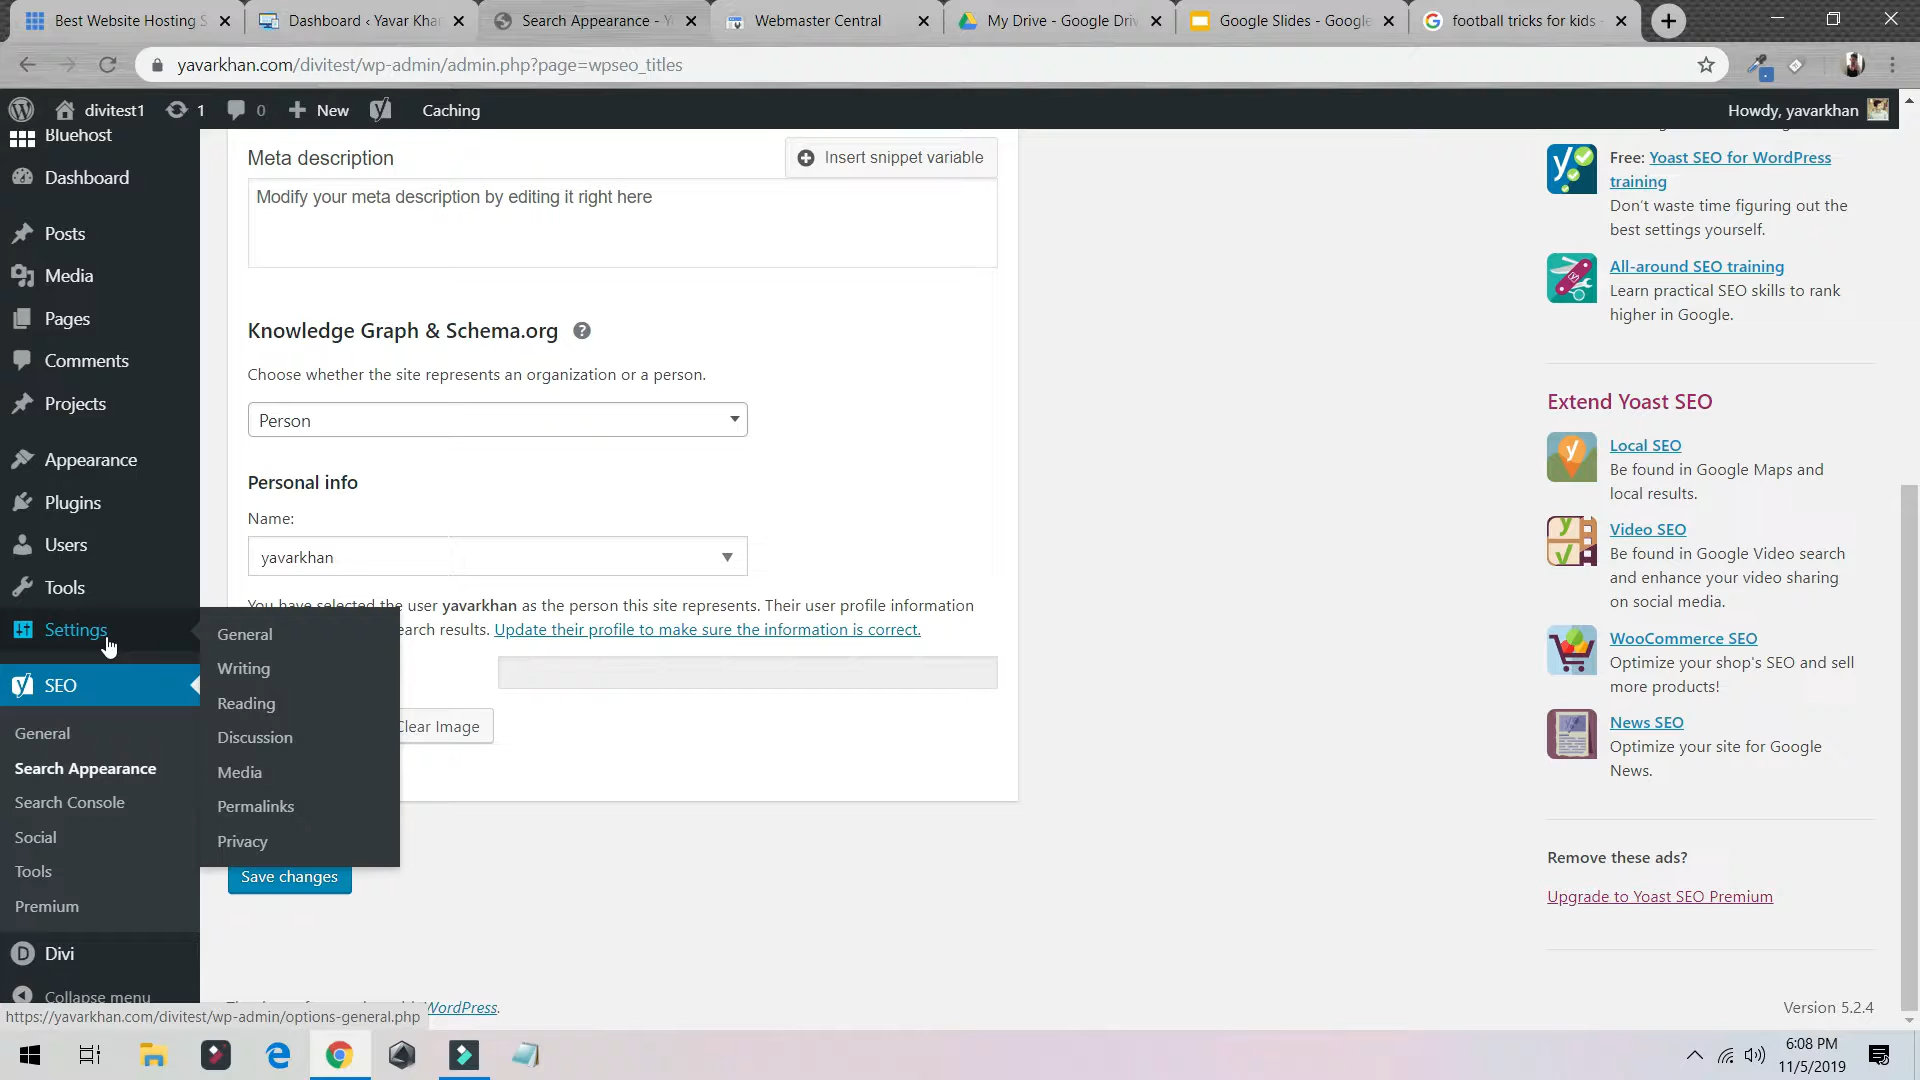 Best Website Hosting S
Dashboard ‹ Yavar Khan
Search Appearance - Y
Webmaster Central
My Drive - Google Driv
Google Slides - Google
football tricks for kids -
yavarkhan.com/divitest/wp-admin/admin.php?page=wpseo_titles
divitest1 1 0 New Caching Howdy, yavarkhan
Bluehost
Dashboard
Posts
Media
Pages
Comments
Projects
Appearance
Plugins
Users
Tools
Settings
SEO
General
Search Appearance
Search Console
Social
Tools
Premium
Divi
Collapse menu
General
Writing
Reading
Discussion
Media
Permalinks
Privacy
Meta description
Insert snippet variable
Modify your meta description by editing it right here
Knowledge Graph & Schema.org ?
Choose whether the site represents an organization or a person.
Person
Personal info
Name:
yavarkhan
You have selected the user yavarkhan as the person this site represents. Their user profile information
earch results. Update their profile to make sure the information is correct.
Clear Image
Save changes
WordPress.
Version 5.2.4
Free: Yoast SEO for WordPress
training
Don't waste time figuring out the
best settings yourself.
All-around SEO training
Learn practical SEO skills to rank
higher in Google.
Extend Yoast SEO
Local SEO
Be found in Google Maps and
local results.
Video SEO
Be found in Google Video search
and enhance your video sharing
on social media.
WooCommerce SEO
Optimize your shop's SEO and sell
more products!
News SEO
Optimize your site for Google
News.
Remove these ads?
Upgrade to Yoast SEO Premium
https://yavarkhan.com/divitest/wp-admin/options-general.php
6:08 PM
11/5/2019